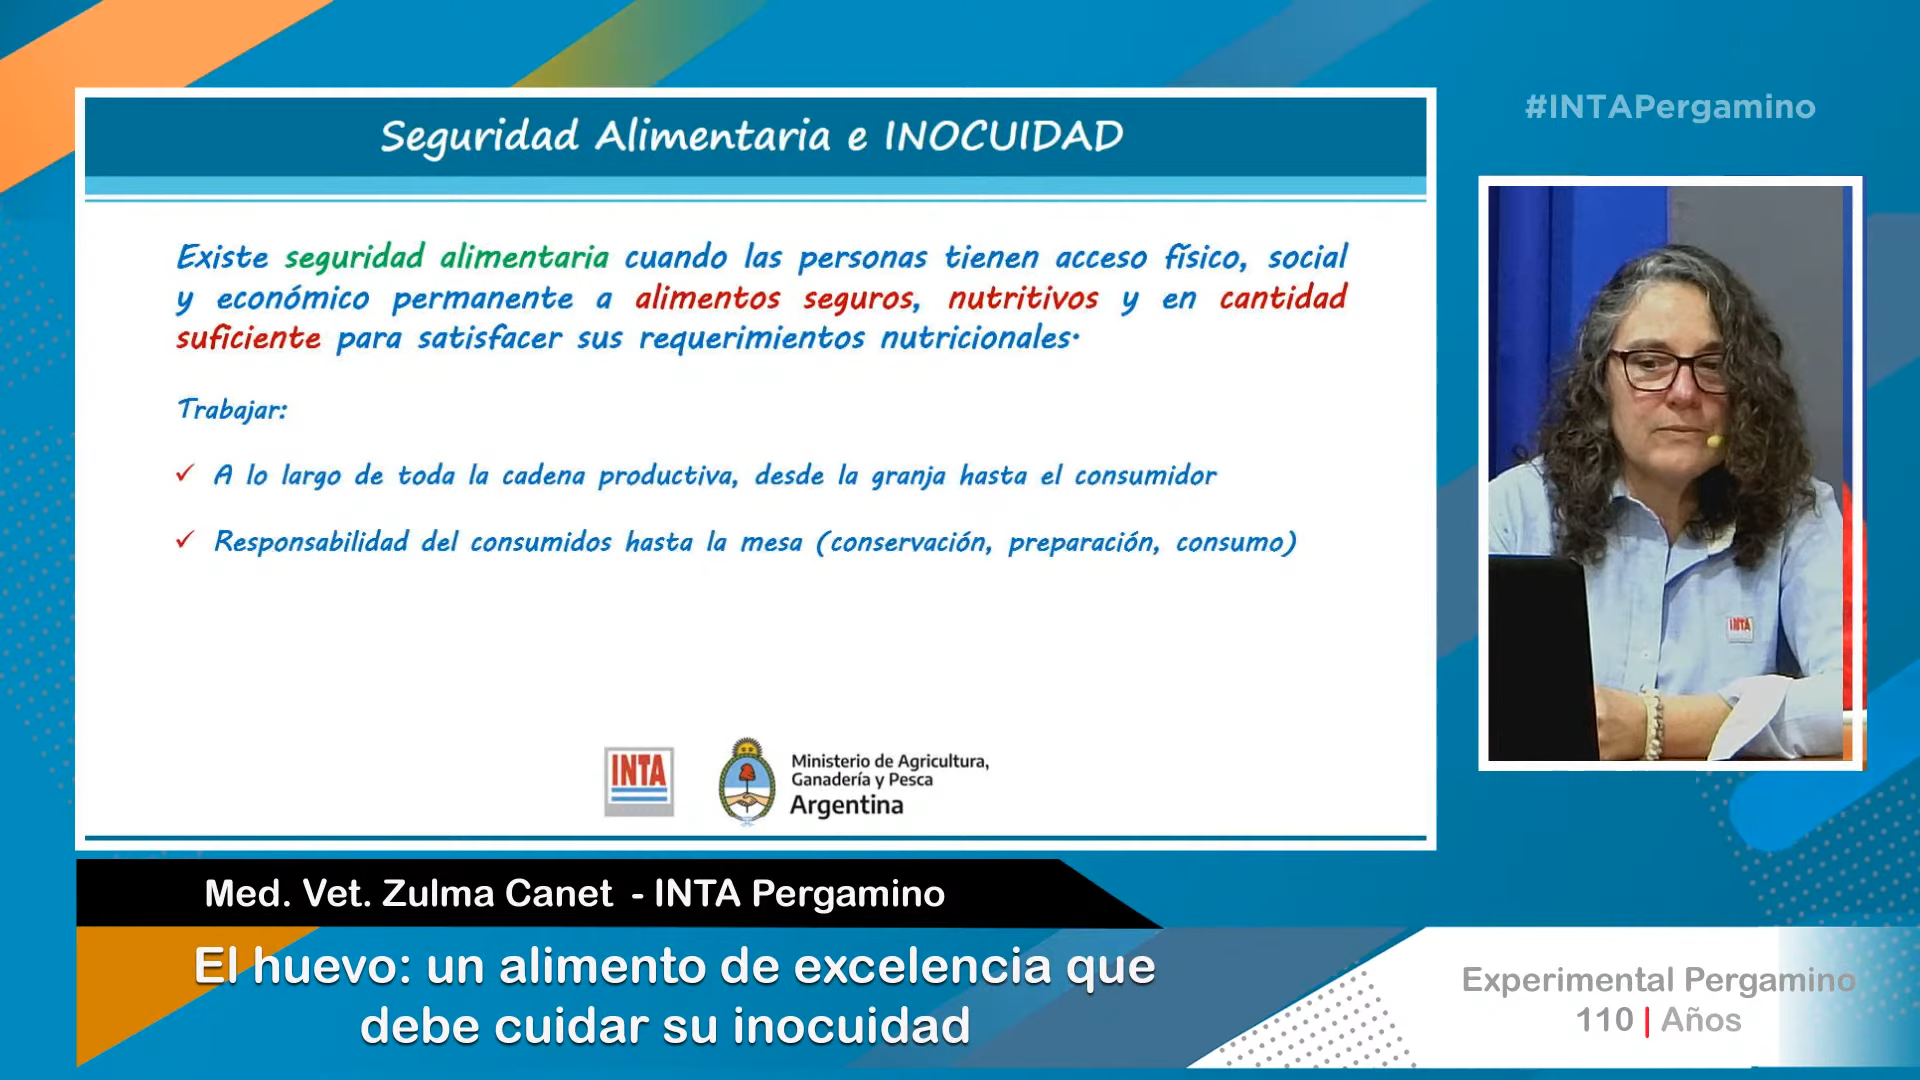 #INTAPergamino
Seguridad Alimentaria e INOCUIDAD
Existe seguridad alimentaria cuando las personas tienen acceso físico, social
y económico permanente a alimentos seguros, nutritivos y en cantidad
suficiente para satisfacer sus requerimientos nutricionales·
Trabajar:
✓ A lo largo de toda la cadena productiva, desde la granja hasta el consumidor
✓ Responsabilidad del consumidos hasta la mesa (conservación, preparación, consumo)
INTA
Ministerio de Agricultura,
Ganadería y Pesca
Argentina
INTA
Med. Vet. Zulma Canet - INTA Pergamino
El huevo: un alimento de excelencia que
debe cuidar su inocuidad
Experimental Pergamino
110 | Años